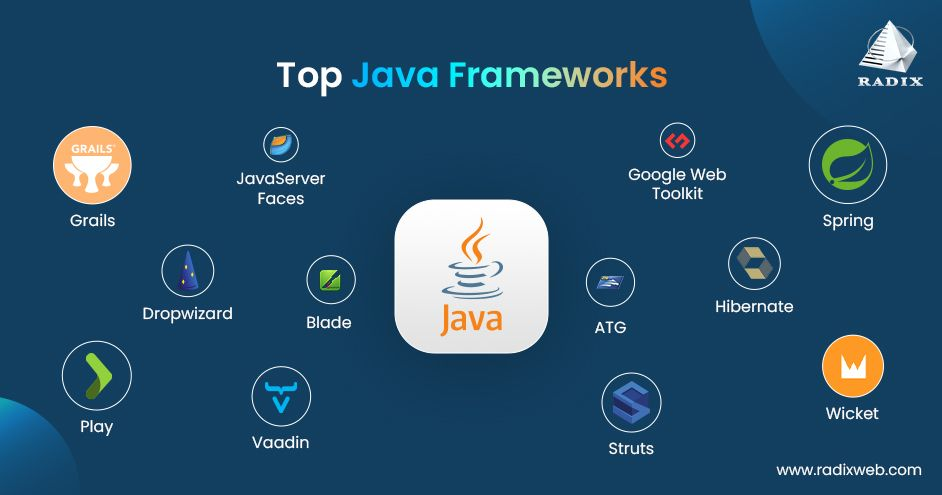 RADIX
Top Java Frameworks
GRAILS
Grails
JavaServer
Faces
Google Web
Toolkit
Spring
Dropwizard
Blade
Java
ATG
Hibernate
Play
Vaadin
Struts
Wicket
www.radixweb.com